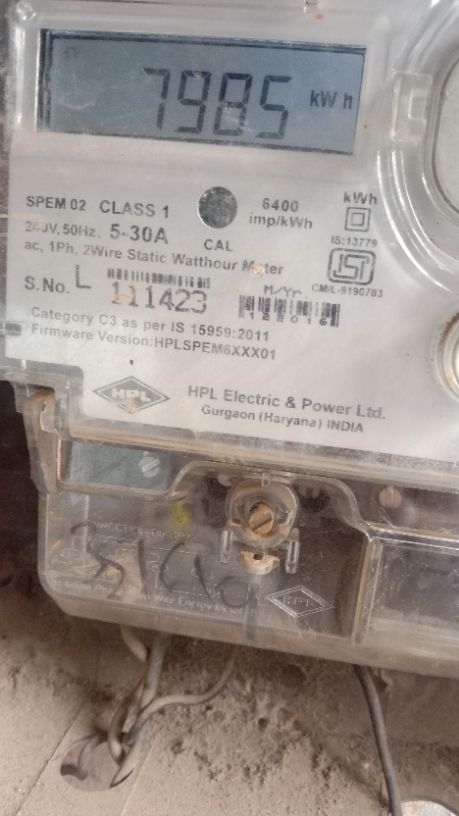 7985 kWh
SPEM 02 CLASS 1
6400 imp/kWh
kWh
240V, 50Hz, 5-30A
CAL
IS:13779
ac, 1Ph, 2Wire Static Watthour Meter
ISI
CM/L-9190783
S.No. L 111423
M/Yr
Category C3 as per IS 15959:2011
Firmware Version:HPLSPEM6XXX01
HPL
HPL Electric & Power Ltd.
Gurgaon (Haryana) INDIA